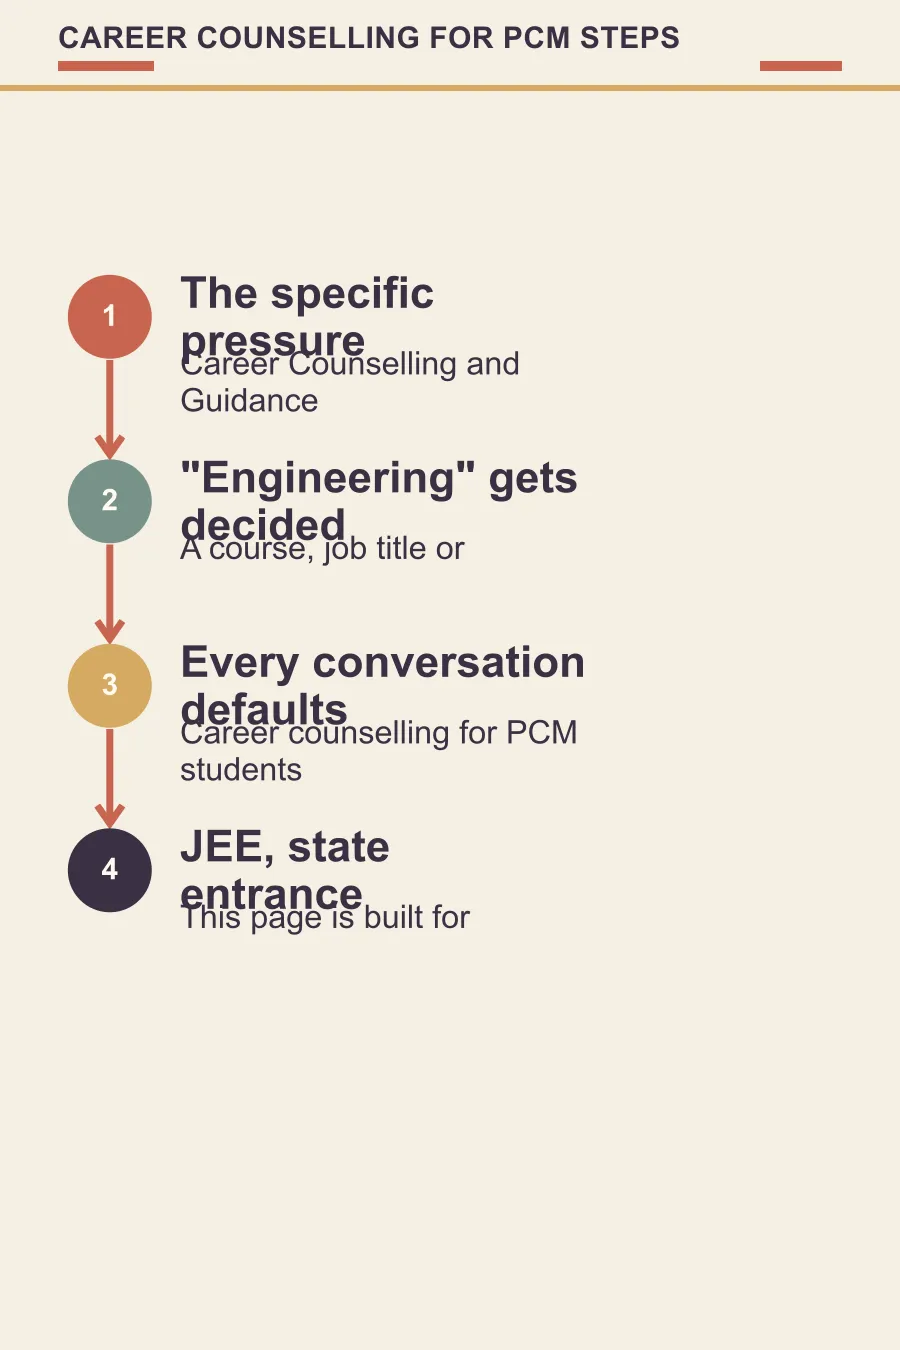 CAREER COUNSELLING FOR PCM STEPS
1
The specific
pressure
Career Counselling and
Guidance
2
"Engineering" gets
decided
A course, job title or
3
Every conversation
defaults
Career counselling for PCM
students
4
JEE, state
entrance
This page is built for